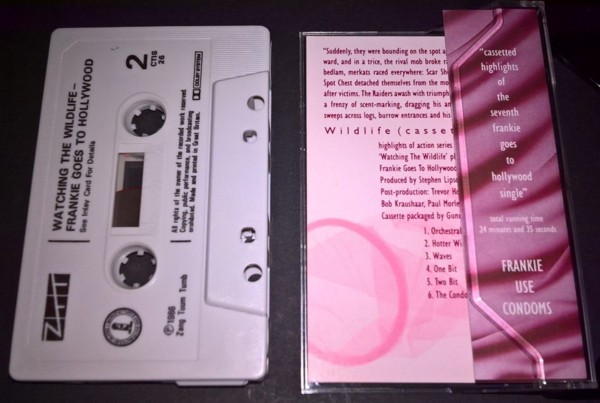 2
CTIS
26
DOLBY SYSTEM
WATCHING THE WILDLIFE –
FRANKIE GOES TO HOLLYWOOD
See Inlay Card For Details
All rights of the owner of the recorded work reserved
Copying, public performance, and broadcasting
prohibited. Made and printed in Great Britain.
ZTT
℗1986
Zang Tuum Tumb
"Suddenly, they were bounding on the spot a
ward, and in a trice, the rival mob broke r
bedlam, merkats raced everywhere: Scar Sh
Spot Chest detached themselves from the mo
after victims. The Raiders awash with triumph
a frenzy of scent-marking, dragging his an
sweeps across logs, burrow entrances and his
Wildlife (casset
highlights of action series
'Watching The Wildlife' pl
Frankie Goes To Hollywood
Produced by Stephen Lipso
Post-production: Trevor Ho
Bob Kraushaar, Paul Morle
Cassette packaged by Guns
1. Orchestral
2. Hotter Wi
3. Waves
4. One Bit
5. Two Bit
6. The Condo
"cassetted
highlights
of
the
seventh
frankie
goes
to
hollywood
single"
total running time
24 minutes and 35 seconds
FRANKIE
USE
CONDOMS